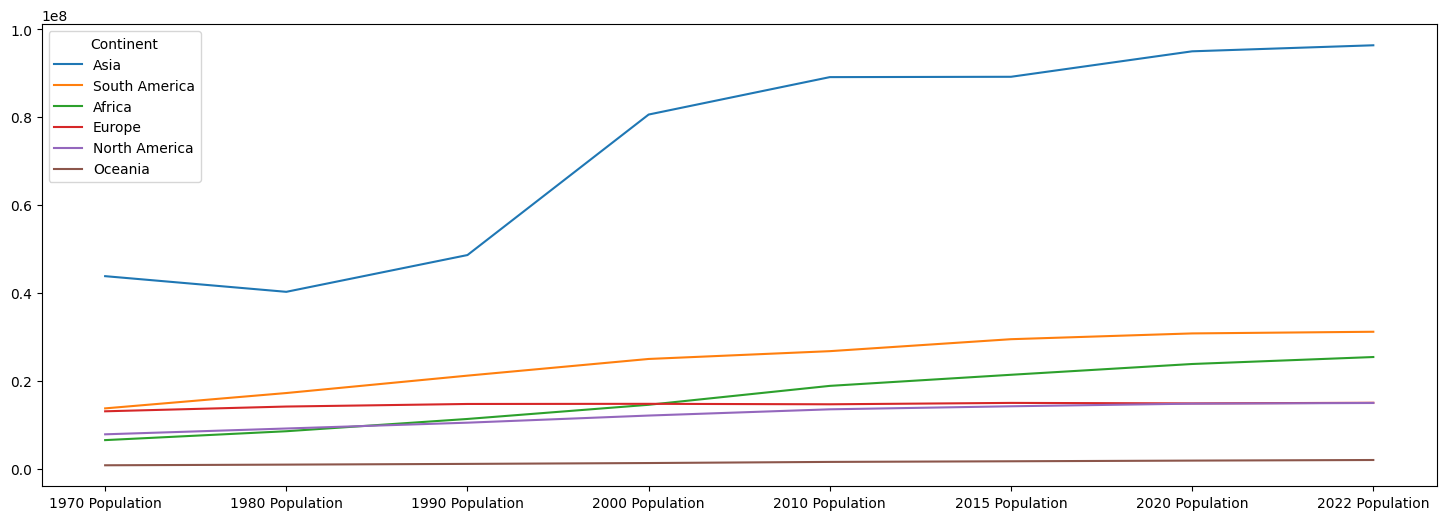 1e8
1.0
0.8
0.6
0.4
0.2
0.0
Continent
Asia
South America
Africa
Europe
North America
Oceania
1970 Population 1980 Population 1990 Population 2000 Population 2010 Population 2015 Population 2020 Population 2022 Population